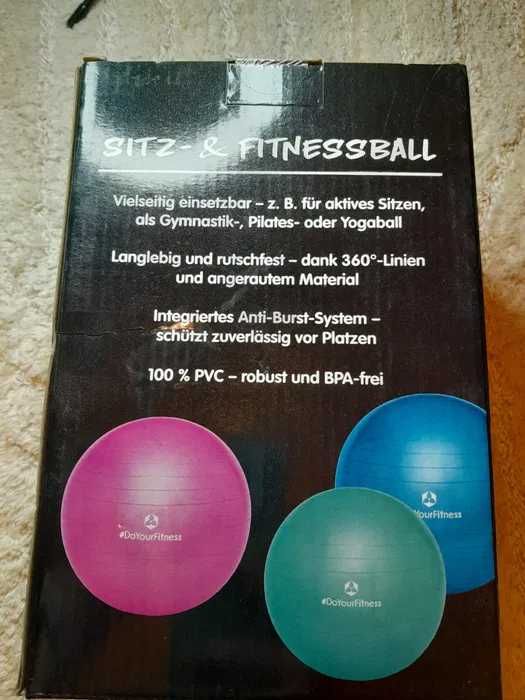 SITZ- & FITNESSBALL
Vielseitig einsetzbar – z. B. für aktives Sitzen,
als Gymnastik-, Pilates- oder Yogaball
Langlebig und rutschfest – dank 360°-Linien
und angerautem Material
Integriertes Anti-Burst-System –
schützt zuverlässig vor Platzen
100 % PVC – robust und BPA-frei
#DoYourFitness
YourFitness
#DoYourFitness